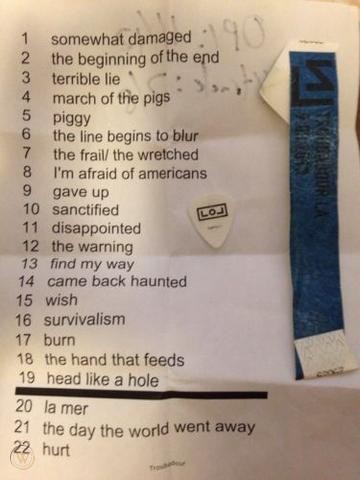 1 somewhat damaged
2 the beginning of the end
3 terrible lie
4 march of the pigs
5 piggy
6 the line begins to blur
7 the frail/ the wretched
8 I'm afraid of americans
9 gave up
10 sanctified
11 disappointed
12 the warning
13 find my way
14 came back haunted
15 wish
16 survivalism
17 burn
18 the hand that feeds
19 head like a hole
20 la mer
21 the day the world went away
22 hurt
Troubadour
LOJ
TROUBADOUR, LA